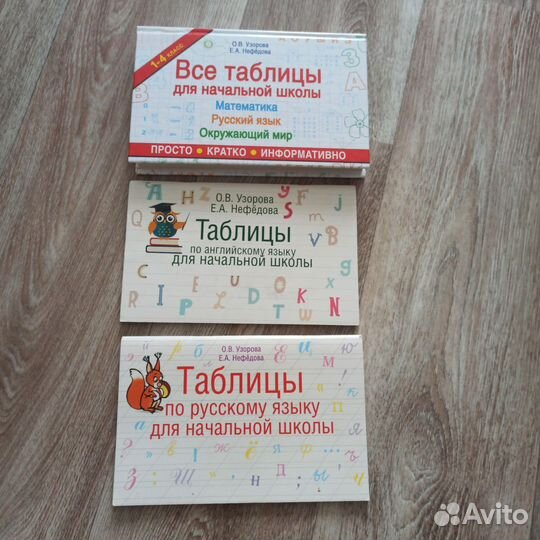 1-4 класс
О.В. Узорова
Е.А. Нефёдова
Все таблицы
для начальной школы
Математика
Русский язык
Окружающий мир
ПРОСТО • КРАТКО • ИНФОРМАТИВНО
О.В. Узорова
Е.А. Нефёдова
Таблицы
по английскому языку
для начальной школы
О.В. Узорова
Е.А. Нефёдова
Таблицы
по русскому языку
для начальной школы
Avito